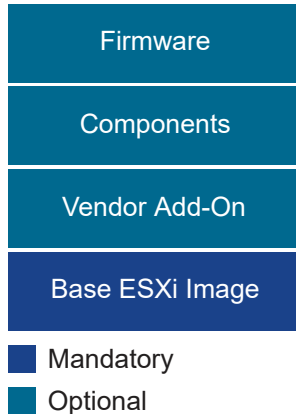 Firmware
Components
Vendor Add-On
Base ESXi Image
Mandatory
Optional